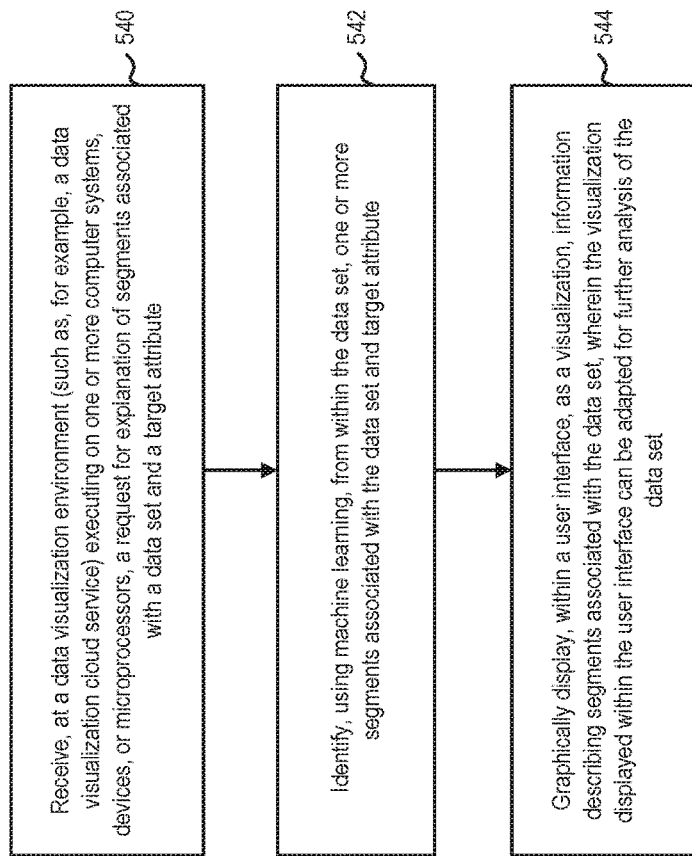 540
Receive, at a data visualization environment (such as, for example, a data
visualization cloud service) executing on one or more computer systems,
devices, or microprocessors, a request for explanation of segments associated
with a data set and a target attribute
542
Identify, using machine learning, from within the data set, one or more
segments associated with the data set and target attribute
544
Graphically display, within a user interface, as a visualization, information
describing segments associated with the data set, wherein the visualization
displayed within the user interface can be adapted for further analysis of the
data set